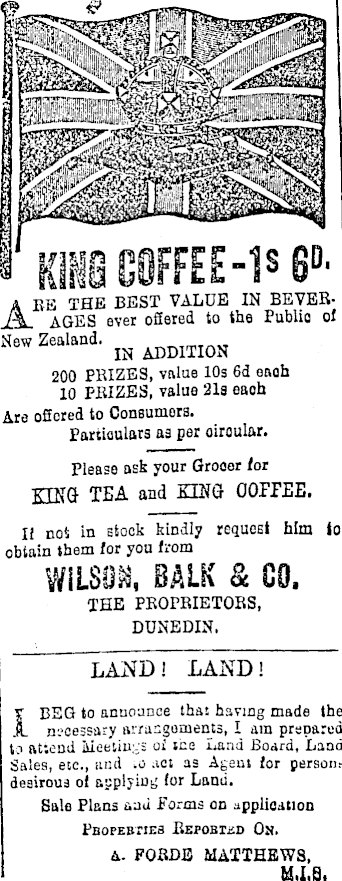 KING COFFEE-1s 6D.
ARE THE BEST VALUE IN BEVER-
AGES ever offered to the Public of
New Zealand.
IN ADDITION
200 PRIZES, value 10s 6d each
10 PRIZES, value 21s each
Are offered to Consumers.
Particulars as per circular.
Please ask your Grocer for
KING TEA and KING COFFEE.
If not in stock kindly request him to
obtain them for you from
WILSON, BALK & CO.
THE PROPRIETORS,
DUNEDIN.
LAND! LAND!
I BEG to announce that having made the
necessary arrangements, I am prepared
to attend Meetings of the Land Board, Land
Sales, etc., and to act as Agent for persons
desirous of applying for Land.
Sale Plans and Forms on application
PROPERTIES REPORTED ON.
A. FORDE MATTHEWS,
M.I.S.